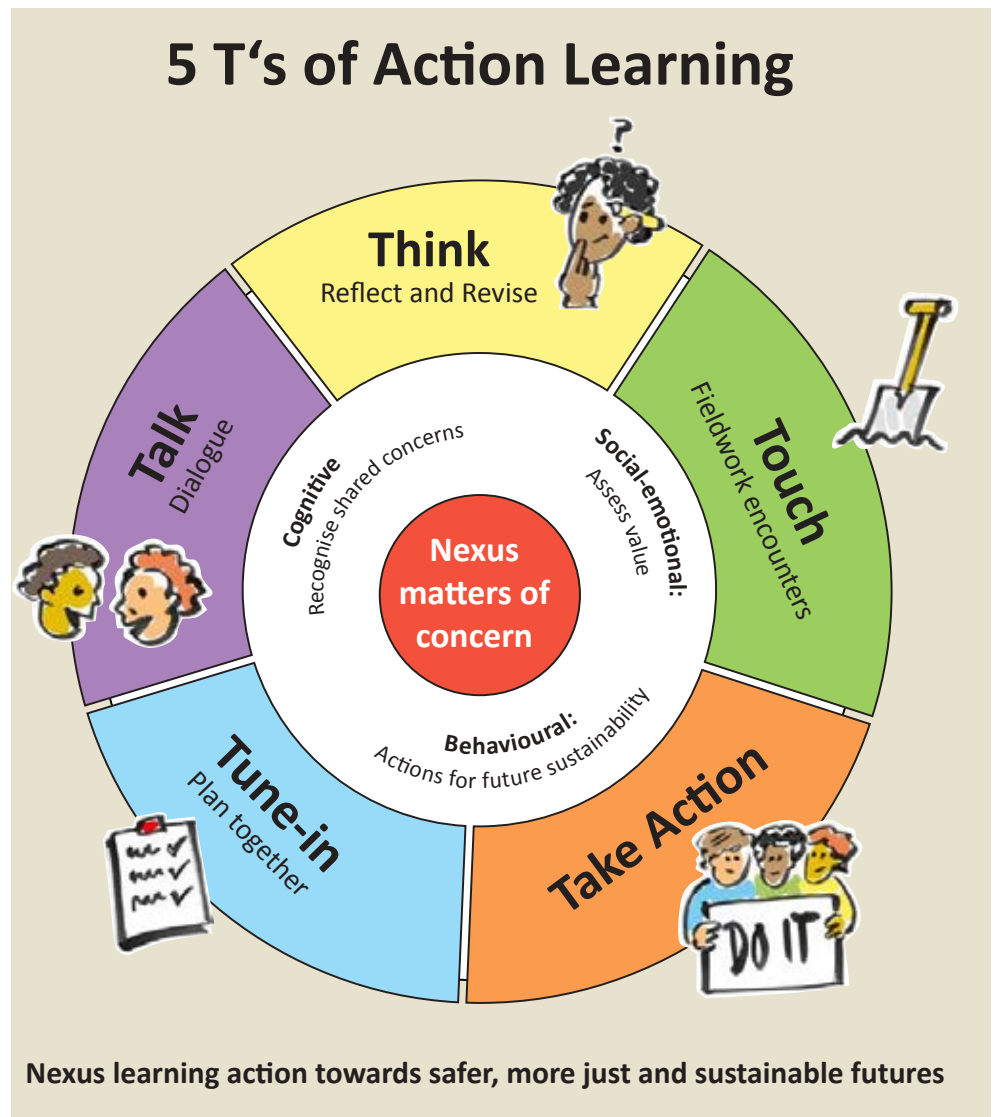 5 T‘s of Action Learning
?
Think
Reflect and Revise
Touch
Fieldwork encounters
Take Action
DO IT
Tune-in
Plan together
Talk
Dialogue
Cognitive
Recognise shared concerns
Social-emotional:
Assess value
Behavioural:
Actions for future sustainability
Nexus
matters of
concern
Nexus learning action towards safer, more just and sustainable futures